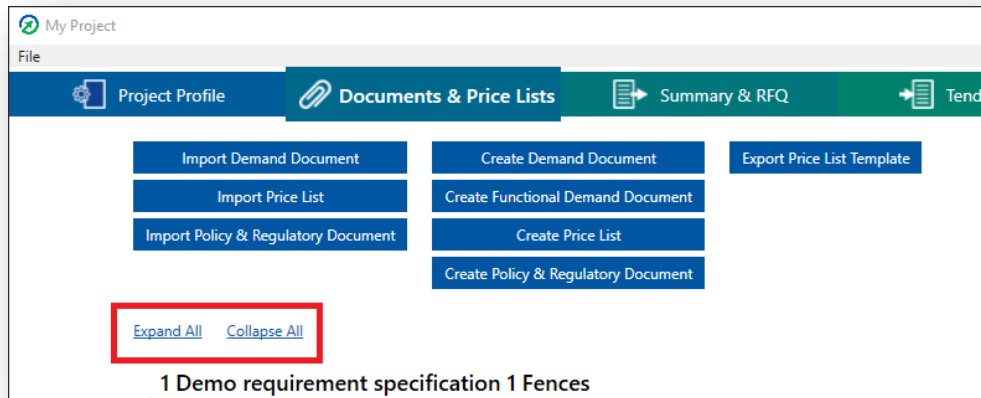 My Project
File
Project Profile
Documents & Price Lists
Summary & RFQ
Tend
Import Demand Document
Create Demand Document
Export Price List Template
Import Price List
Create Functional Demand Document
Import Policy & Regulatory Document
Create Price List
Create Policy & Regulatory Document
Expand All
Collapse All
1 Demo requirement specification 1 Fences